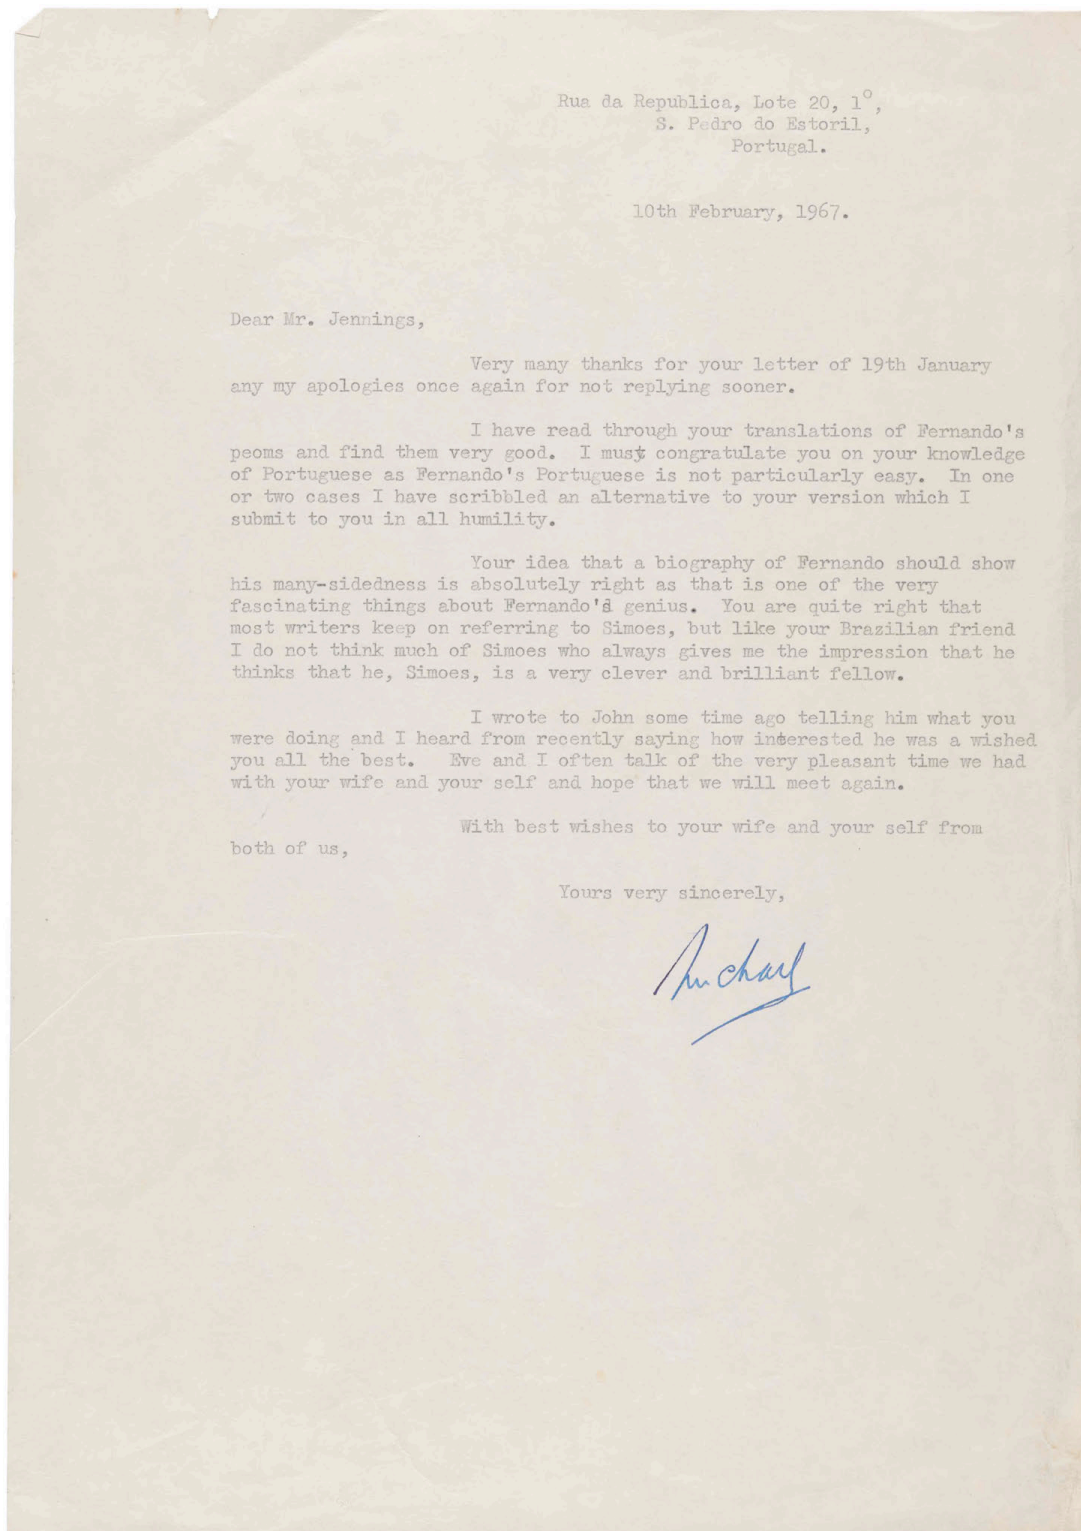 Rua da Republica, Lote 20, 1º,
S. Pedro do Estoril,
Portugal.
10th February, 1967.
Dear Mr. Jennings,
Very many thanks for your letter of 19th January
any my apologies once again for not replying sooner.
I have read through your translations of Fernando's
peoms and find them very good. I must congratulate you on your knowledge
of Portuguese as Fernando's Portuguese is not particularly easy. In one
or two cases I have scribbled an alternative to your version which I
submit to you in all humility.
Your idea that a biography of Fernando should show
his many-sidedness is absolutely right as that is one of the very
fascinating things about Fernando's genius. You are quite right that
most writers keep on referring to Simoes, but like your Brazilian friend
I do not think much of Simoes who always gives me the impression that he
thinks that he, Simoes, is a very clever and brilliant fellow.
I wrote to John some time ago telling him what you
were doing and I heard from recently saying how interested he was a wished
you all the best. Eve and I often talk of the very pleasant time we had
with your wife and your self and hope that we will meet again.
With best wishes to your wife and your self from
both of us,
Yours very sincerely,
Michael